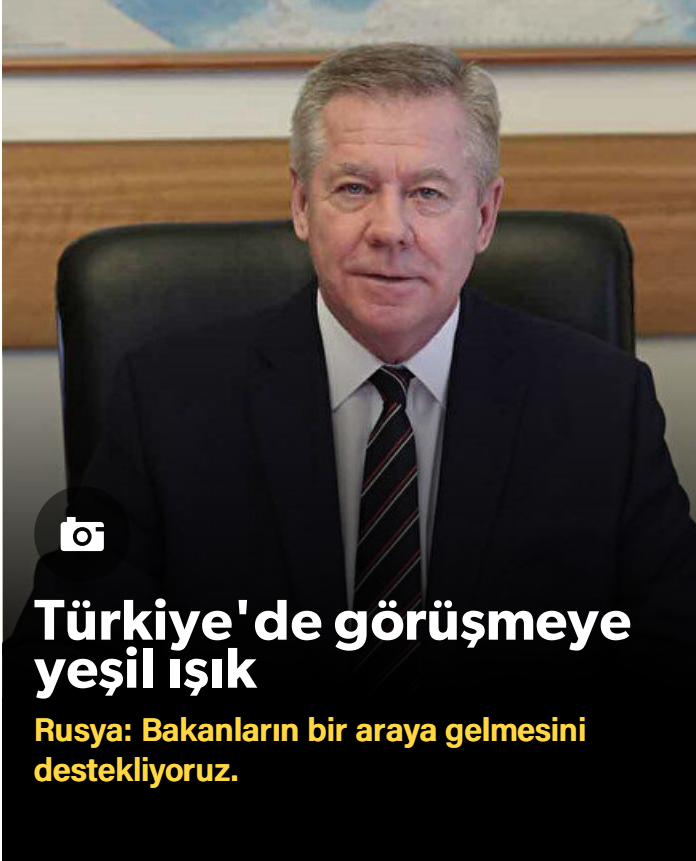 Türkiye'de görüşmeye
yeşil ışık
Rusya: Bakanların bir araya gelmesini
destekliyoruz.